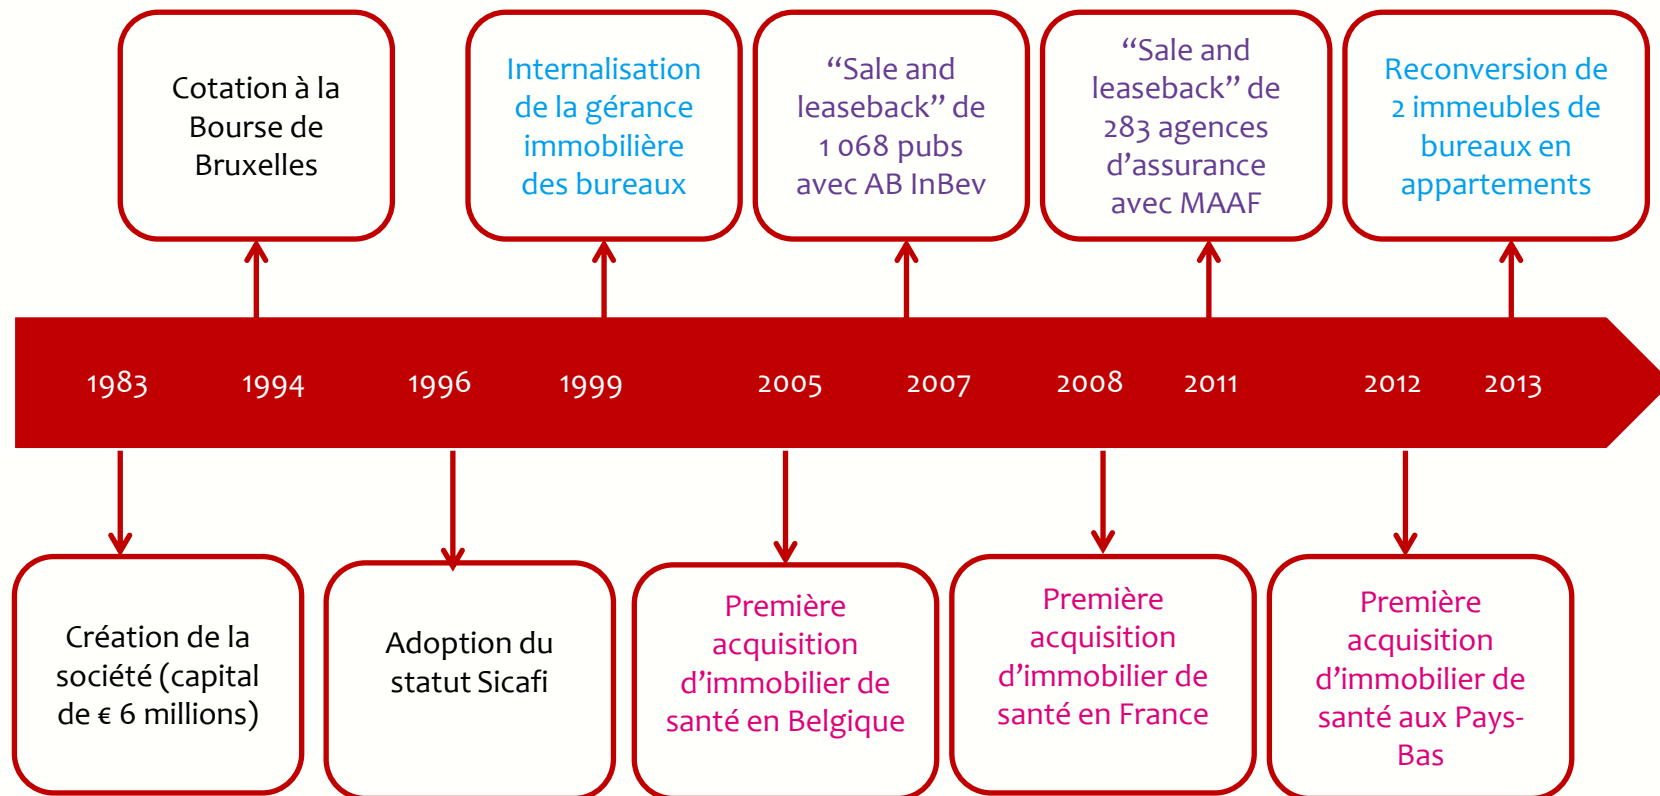 Cotation à la
Bourse de
Bruxelles
Internalisation
de la gérance
immobilière
des bureaux
“Sale and
leaseback” de
1 068 pubs
avec AB InBev
“Sale and
leaseback” de
283 agences
d’assurance
avec MAAF
Reconversion de
2 immeubles de
bureaux en
appartements
1983 1994 1996 1999 2005 2007 2008 2011 2012 2013
Création de la
société (capital
de € 6 millions)
Adoption du
statut Sicafi
Première
acquisition
d’immobilier de
santé en Belgique
Première
acquisition
d’immobilier de
santé en France
Première
acquisition
d’immobilier de
santé aux Pays-
Bas